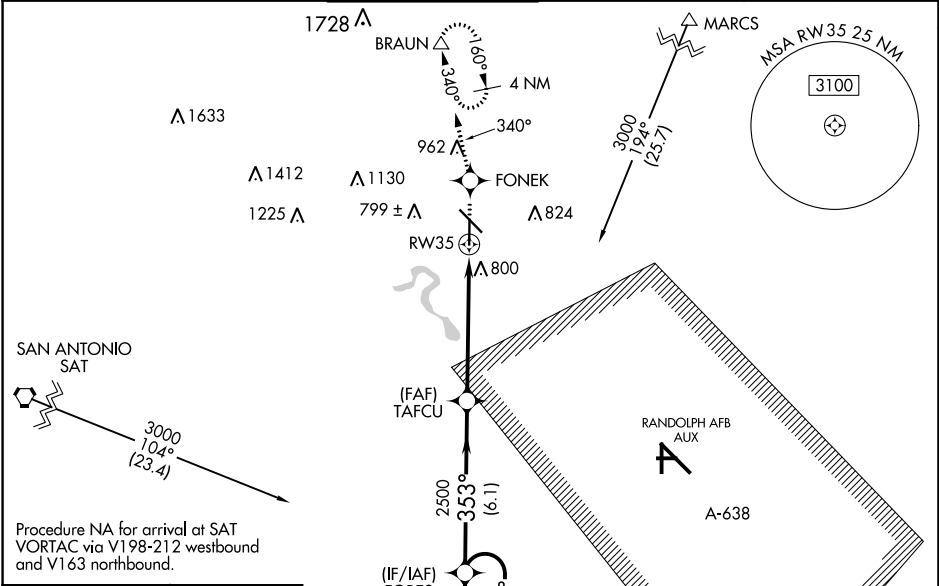 1728
BRAUN
160°
340°
4 NM
MARCS
MSA RW35 25 NM
3100
1633
3000
194°
(25.7)
340°
962
1412
1130
FONEK
1225
799 ±
824
RW35
800
SAN ANTONIO
SAT
(FAF)
TAFCU
RANDOLPH AFB
AUX
3000
104°
(23.4)
2500
353°
(6.1)
A-638
Procedure NA for arrival at SAT
VORTAC via V198-212 westbound
and V163 northbound.
(IF/IAF)